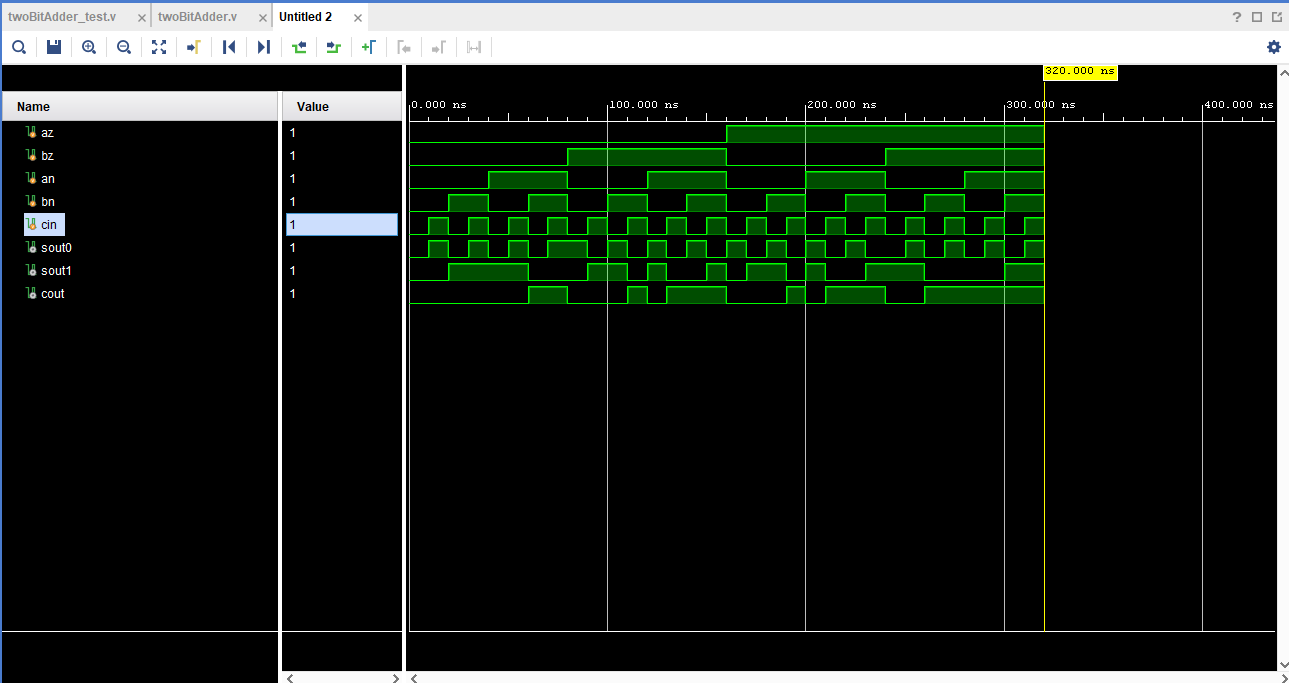 twoBitAdder_test.v × twoBitAdder.v × Untitled 2 ×
320.000 ns
Name Value
0.000 ns 100.000 ns 200.000 ns 300.000 ns 400.000 ns
az 1
bz 1
an 1
bn 1
cin 1
sout0 1
sout1 1
cout 1